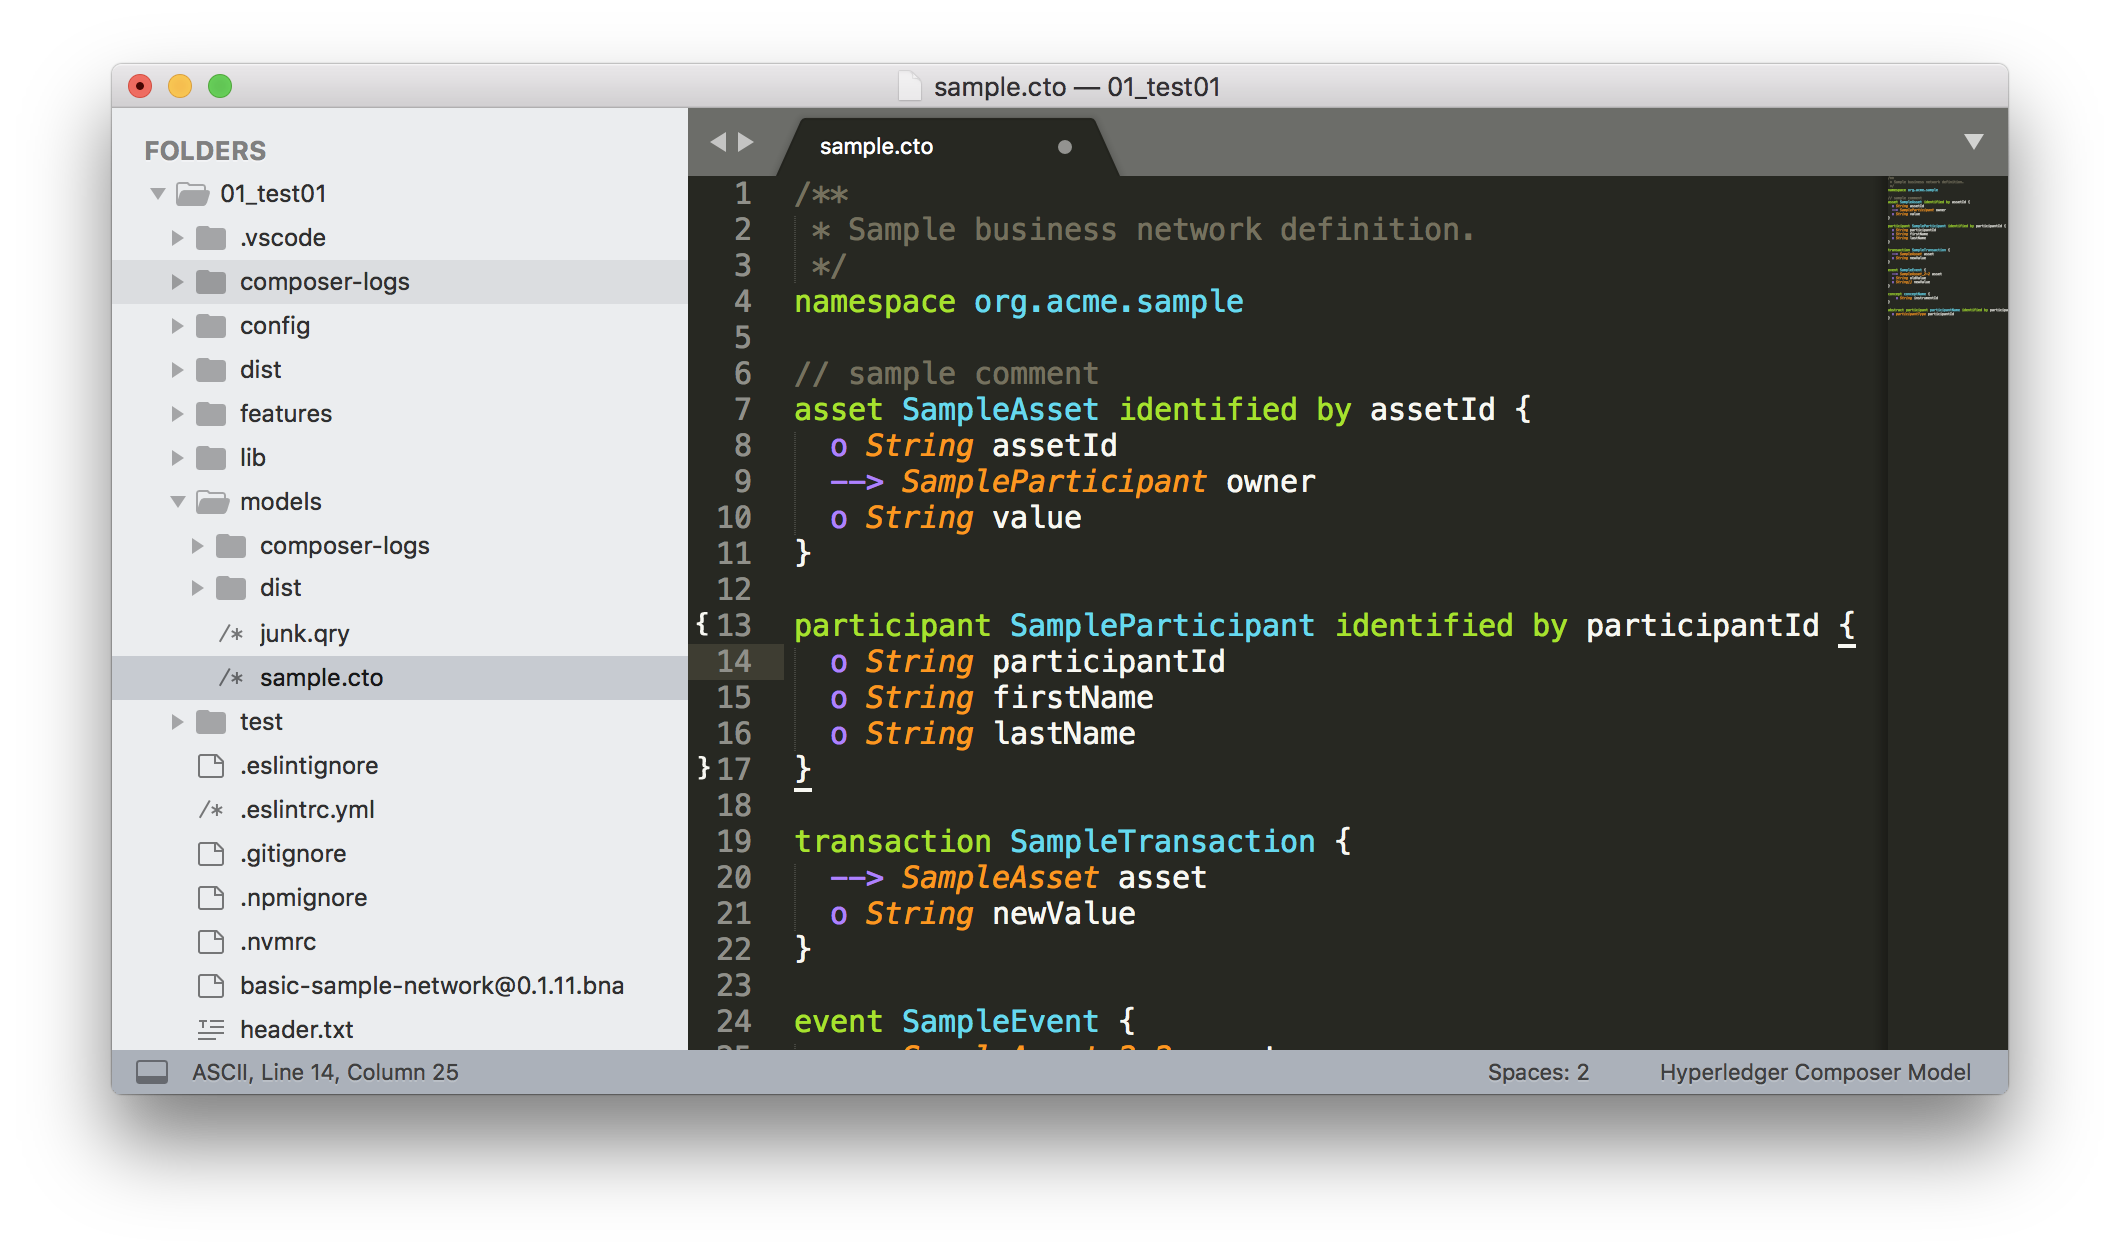 sample.cto — 01_test01
FOLDERS
01_test01
.vscode
composer-logs
config
dist
features
lib
models
composer-logs
dist
/* junk.qry
/* sample.cto
test
.eslintignore
/* .eslintrc.yml
.gitignore
.npmignore
.nvmrc
basic-sample-network@0.1.11.bna
header.txt
sample.cto
1 /**
2 * Sample business network definition.
3 */
4 namespace org.acme.sample
5
6 // sample comment
7 asset SampleAsset identified by assetId {
8 o String assetId
9 --> SampleParticipant owner
10 o String value
11 }
12
{ 13 participant SampleParticipant identified by participantId {
14 o String participantId
15 o String firstName
16 o String lastName
} 17 }
18
19 transaction SampleTransaction {
20 --> SampleAsset asset
21 o String newValue
22 }
23
24 event SampleEvent {
ASCII, Line 14, Column 25
Spaces: 2
Hyperledger Composer Model